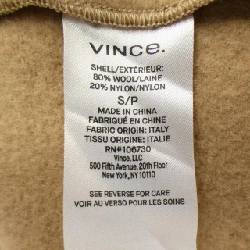 VINCE.
SHELL/EXTÉRIEUR:
80% WOOL/LAINE
20% NYLON/NYLON
S/P
MADE IN CHINA
FABRIQUÉ EN CHINE
FABRIC ORIGIN: ITALY
TISSU ORIGINE: ITALIE
RN#106730
Vince, LLC
500 Fifth Avenue, 20th Floor
New York, NY 10110
SEE REVERSE FOR CARE
VOIR AU VERSO POUR LES SOINS